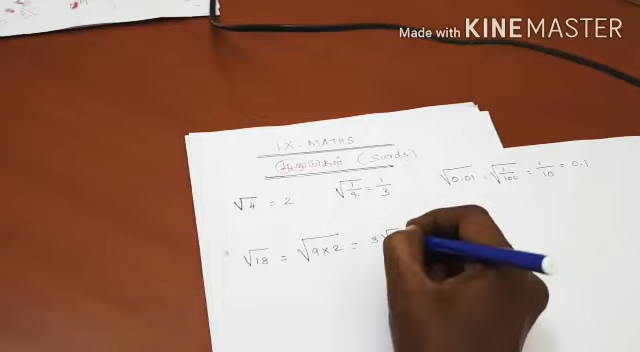 Made with KINEMASTER
IX - MATHS
(Surds)
√4 = 2
√(1/9) = 1/3
√0.01 = √(1/100) = 1/10 = 0.1
√18 = √(9×2) = 3√